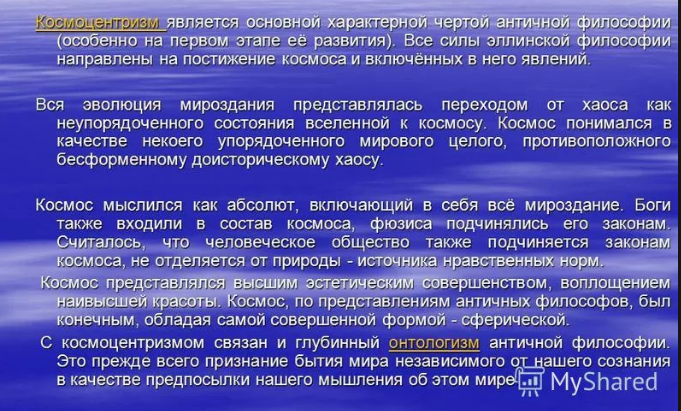 Космоцентризм является основной характерной чертой античной философии
(особенно на первом этапе её развития). Все силы эллинской философии
направлены на постижение космоса и включённых в него явлений.
Вся эволюция мироздания представлялась переходом от хаоса как
неупорядоченного состояния вселенной к космосу. Космос понимался в
качестве некоего упорядоченного мирового целого, противоположного
бесформенному доисторическому хаосу.
Космос мыслился как абсолют, включающий в себя всё мироздание. Боги
также входили в состав космоса, фюзиса подчинялись его законам.
Считалось, что человеческое общество также подчиняется законам
космоса, не отделяется от природы - источника нравственных норм.
Космос представлялся высшим эстетическим совершенством, воплощением
наивысшей красоты. Космос, по представлениям античных философов, был
конечным, обладая самой совершенной формой - сферической.
С космоцентризмом связан и глубинный онтологизм античной философии.
Это прежде всего признание бытия мира независимого от нашего сознания
в качестве предпосылки нашего мышления об этом мире
MyShared